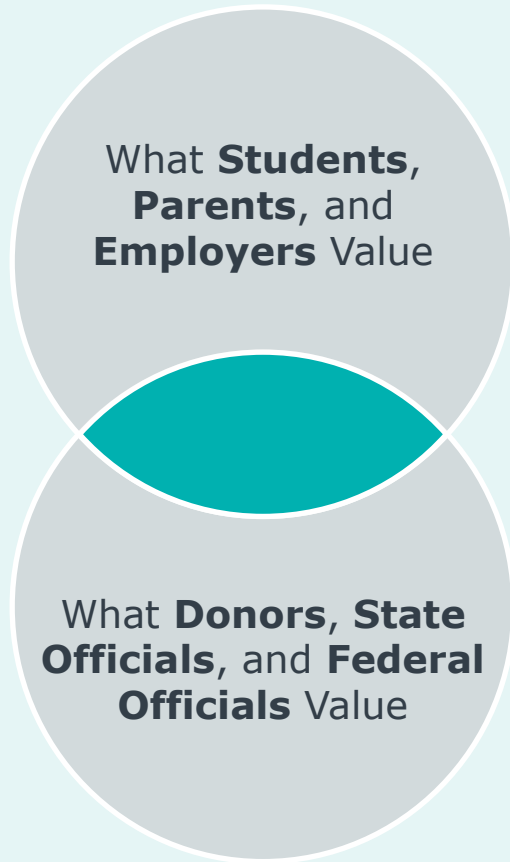 What Students,
Parents, and
Employers Value
What Donors, State
Officials, and Federal
Officials Value